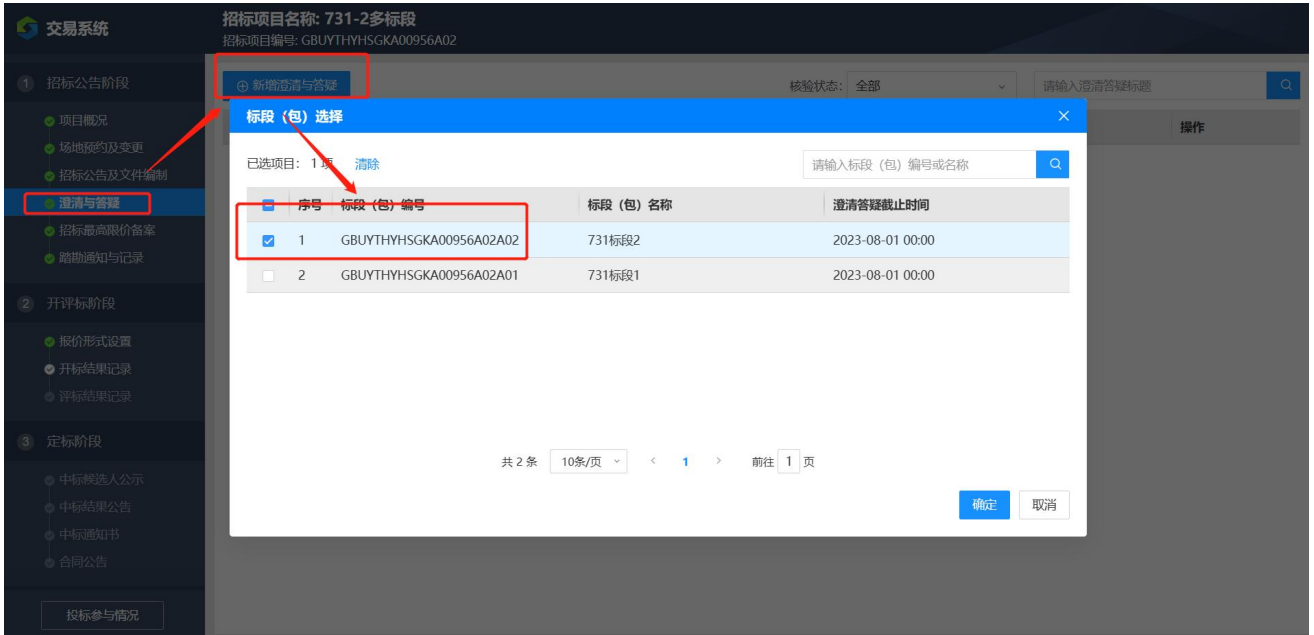 交易系统
招标项目名称: 731-2多标段
招标项目编号: GBUYTHYHSGKA00956A02
1 招标公告阶段
项目概况
场地预约及变更
招标公告及文件编制
澄清与答疑
招标最高限价备案
踏勘通知与记录
2 开评标阶段
报价形式设置
开标结果记录
评标结果记录
3 定标阶段
中标候选人公示
中标结果公告
中标通知书
合同公告
投标参与情况
新增澄清与答疑
核验状态: 全部
请输入澄清答疑标题
操作
标段（包）选择
已选项目: 1 项 清除
请输入标段（包）编号或名称
序号 标段（包）编号 标段（包）名称 澄清答疑截止时间
1 GBUYTHYHSGKA00956A02A02 731标段2 2023-08-01 00:00
2 GBUYTHYHSGKA00956A02A01 731标段1 2023-08-01 00:00
共 2 条 10条/页 < 1 > 前往 1 页
确定 取消